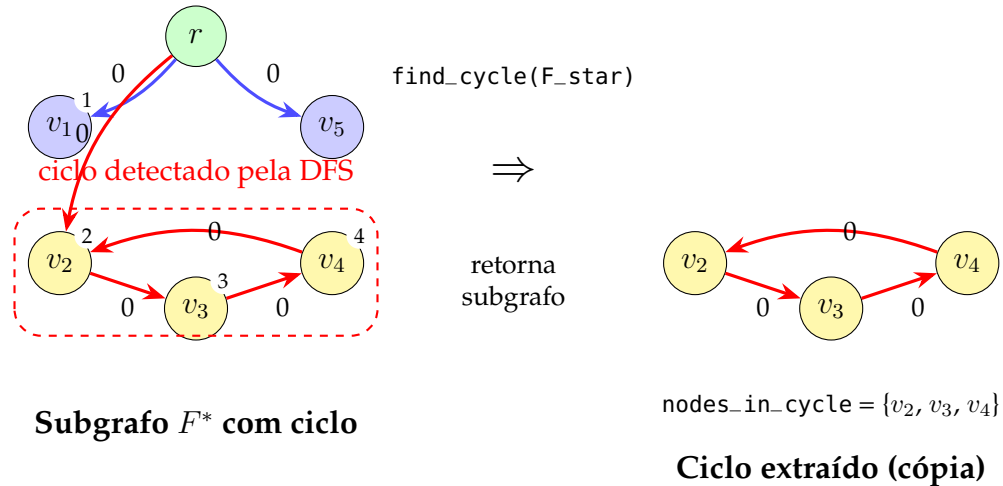 r
0
0
find_cycle(F_star)
1
v₁
0
v₅
ciclo detectado pela DFS
⇒
2
0
4
v₂
v₄
3
0
v₃
0
retorna
subgrafo
0
v₂
v₄
0
v₃
0
Subgrafo F* com ciclo
nodes_in_cycle = {v₂, v₃, v₄}
Ciclo extraído (cópia)